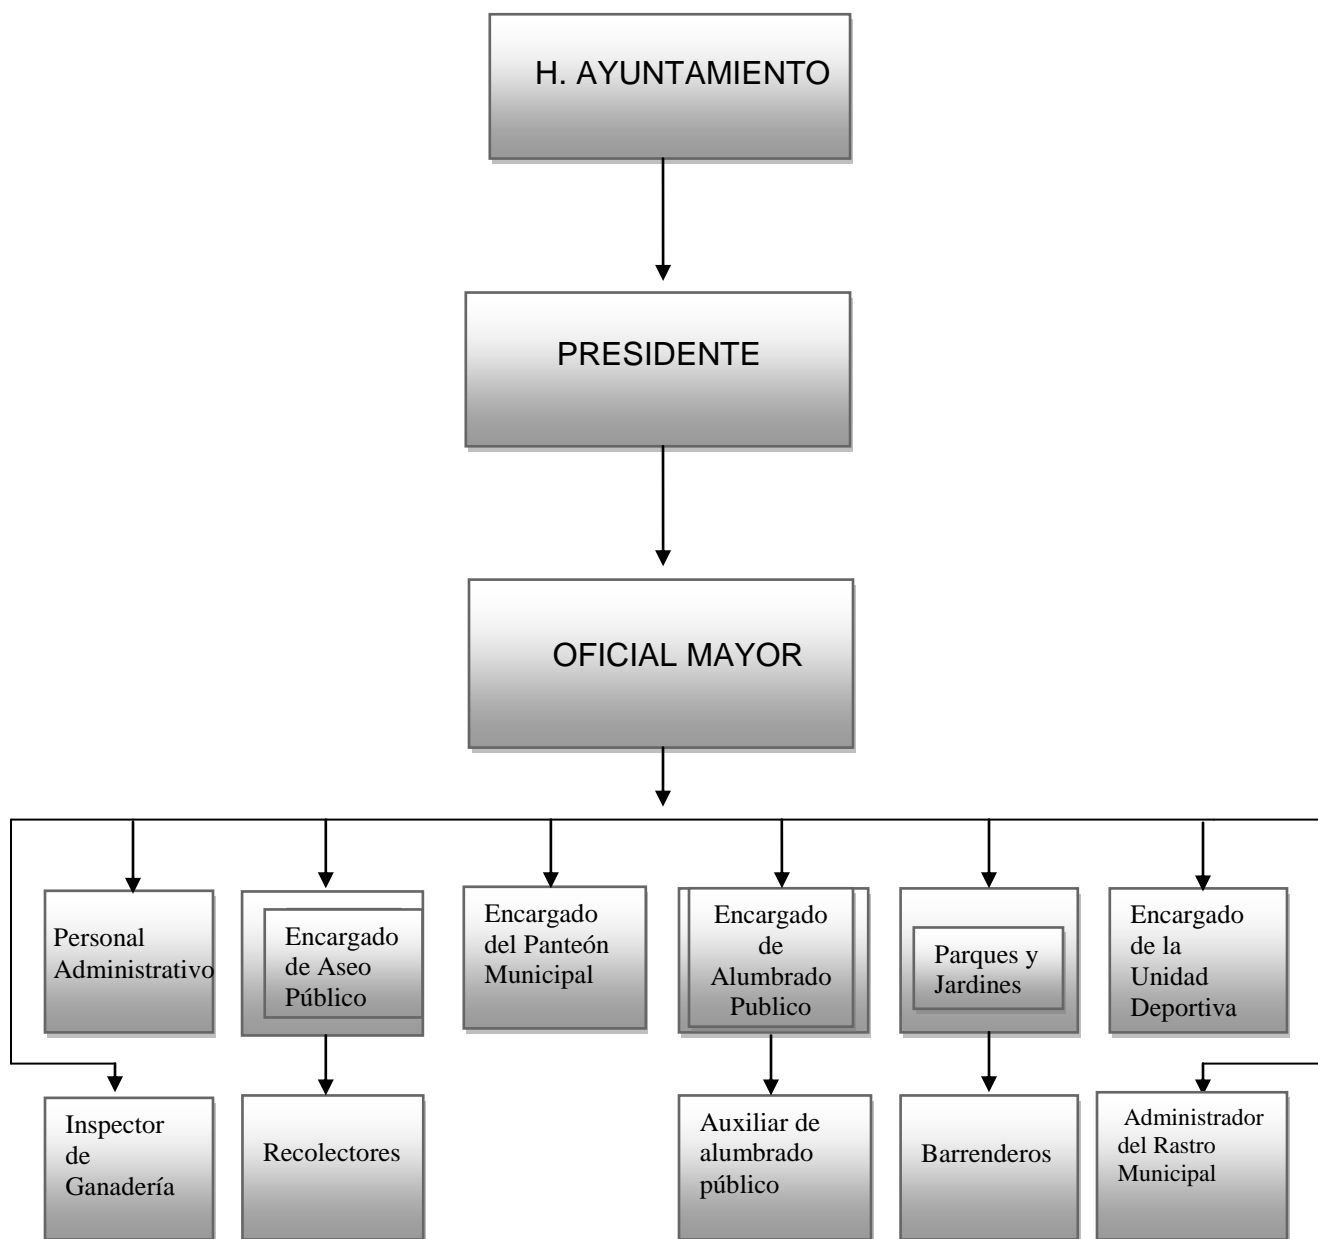 H. AYUNTAMIENTO
PRESIDENTE
OFICIAL MAYOR
Personal
Administrativo
Encargado
de Aseo
Público
Encargado
del Panteón
Municipal
Encargado
de
Alumbrado
Publico
Parques y
Jardines
Encargado
de la
Unidad
Deportiva
Inspector
de
Ganadería
Recolectores
Auxiliar de
alumbrado
público
Barrenderos
Administrador
del Rastro
Municipal